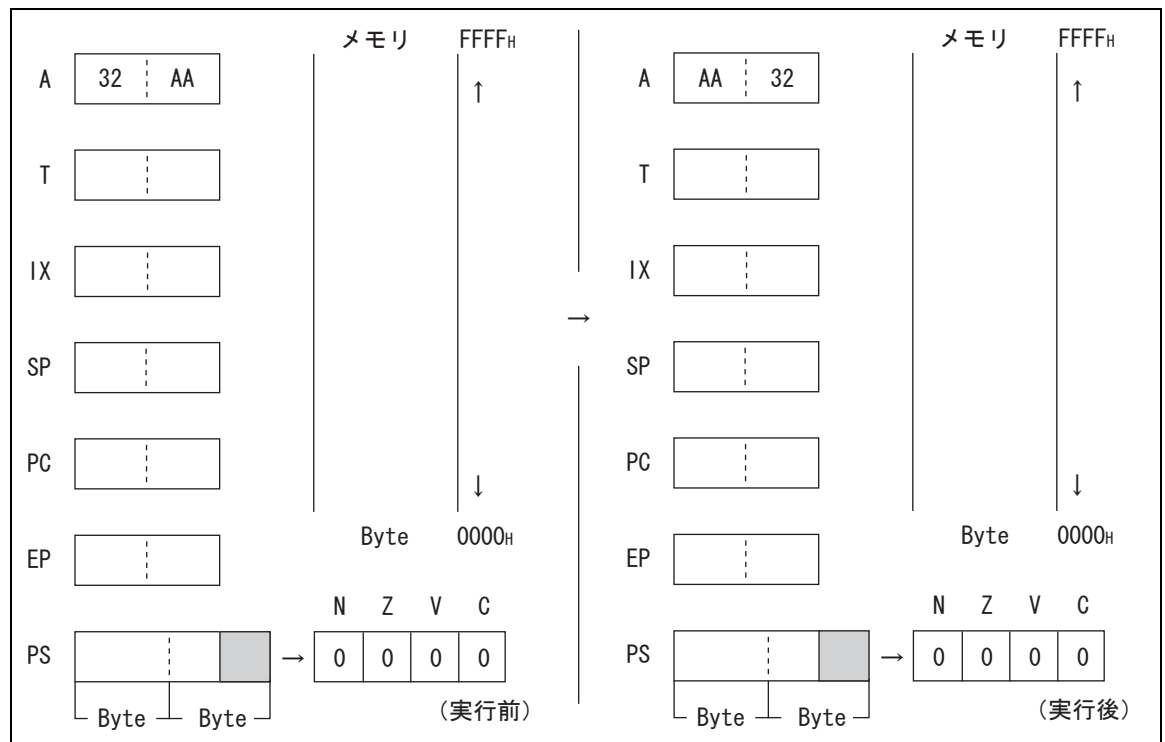 メモリ FFFFH
A 32 AA ↑
T
IX
SP
PC ↓
Byte 0000H
EP
N Z V C
PS → 0 0 0 0
Byte Byte (実行前)
→
メモリ FFFFH
A AA 32 ↑
T
IX
SP
PC ↓
Byte 0000H
EP
N Z V C
PS → 0 0 0 0
Byte Byte (実行後)